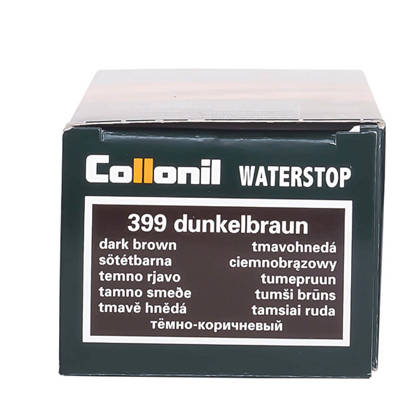 Collonil WATERSTOP
399 dunkelbraun
dark brown tmavohnedá
sötétbarna ciemnobrązowy
temno rjavo tumepruun
tamno smeđe tumši brūns
tmavě hnědá tamsiai ruda
тёмно-коричневый